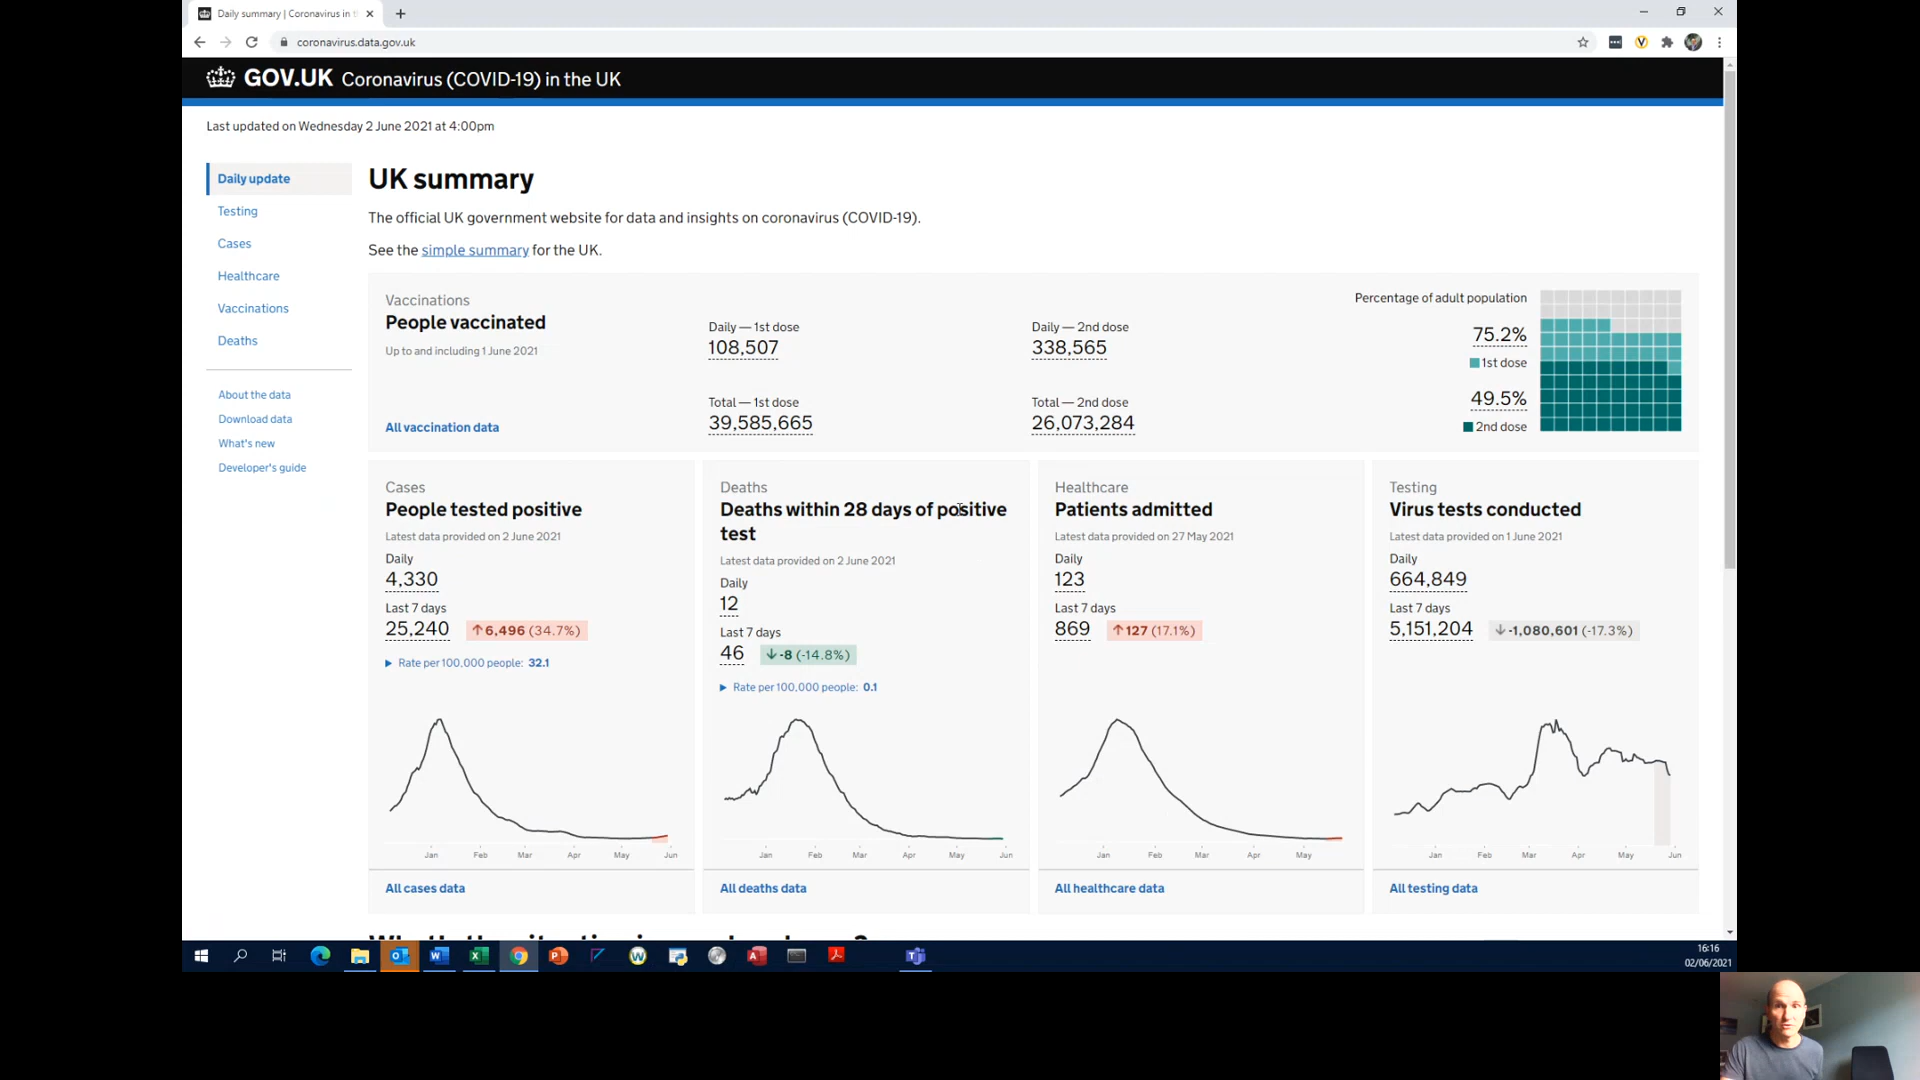 Daily summary | Coronavirus in t
coronavirus.data.gov.uk
GOV.UK Coronavirus (COVID-19) in the UK
Last updated on Wednesday 2 June 2021 at 4:00pm
Daily update
Testing
Cases
Healthcare
Vaccinations
Deaths
About the data
Download data
What's new
Developer's guide
UK summary
The official UK government website for data and insights on coronavirus (COVID-19).
See the simple summary for the UK.
Vaccinations
People vaccinated
Up to and including 1 June 2021
All vaccination data
Daily — 1st dose
108,507
Total — 1st dose
39,585,665
Daily — 2nd dose
338,565
Total — 2nd dose
26,073,284
Percentage of adult population
75.2%
1st dose
49.5%
2nd dose
Cases
People tested positive
Latest data provided on 2 June 2021
Daily
4,330
Last 7 days
25,240 ↑6,496 (34.7%)
Rate per 100,000 people: 32.1
Jan Feb Mar Apr May Jun
All cases data
Deaths
Deaths within 28 days of positive
test
Latest data provided on 2 June 2021
Daily
12
Last 7 days
46 ↓-8 (-14.8%)
Rate per 100,000 people: 0.1
Jan Feb Mar Apr May Jun
All deaths data
Healthcare
Patients admitted
Latest data provided on 27 May 2021
Daily
123
Last 7 days
869 ↑127 (17.1%)
Jan Feb Mar Apr May
All healthcare data
Testing
Virus tests conducted
Latest data provided on 1 June 2021
Daily
664,849
Last 7 days
5,151,204 ↓-1,080,601 (-17.3%)
Jan Feb Mar Apr May Jun
All testing data
16:16
02/06/2021